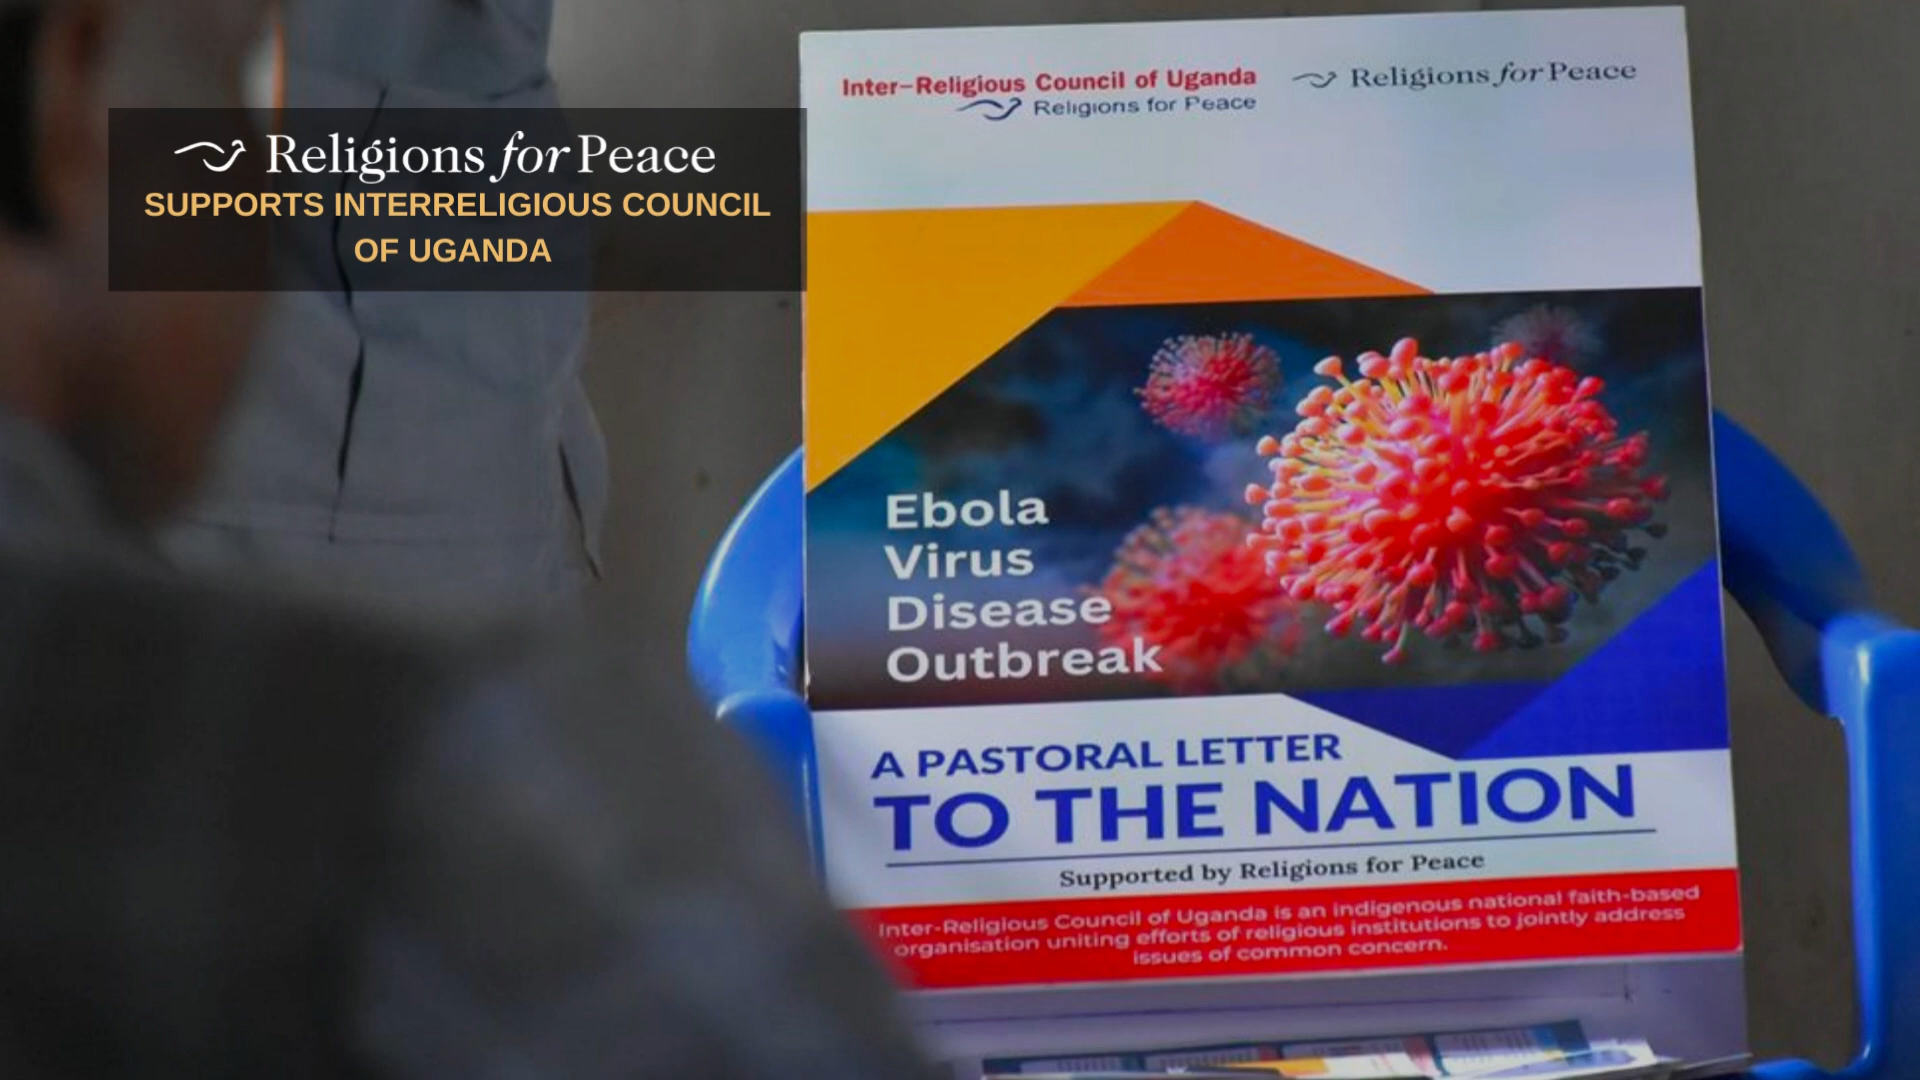 Religions for Peace
SUPPORTS INTERRELIGIOUS COUNCIL
OF UGANDA
Inter-Religious Council of Uganda
Religions for Peace
Religions for Peace
Ebola
Virus
Disease
Outbreak
A PASTORAL LETTER
TO THE NATION
Supported by Religions for Peace
Inter-Religious Council of Uganda is an indigenous national faith-based
organisation uniting efforts of religious institutions to jointly address
issues of common concern.